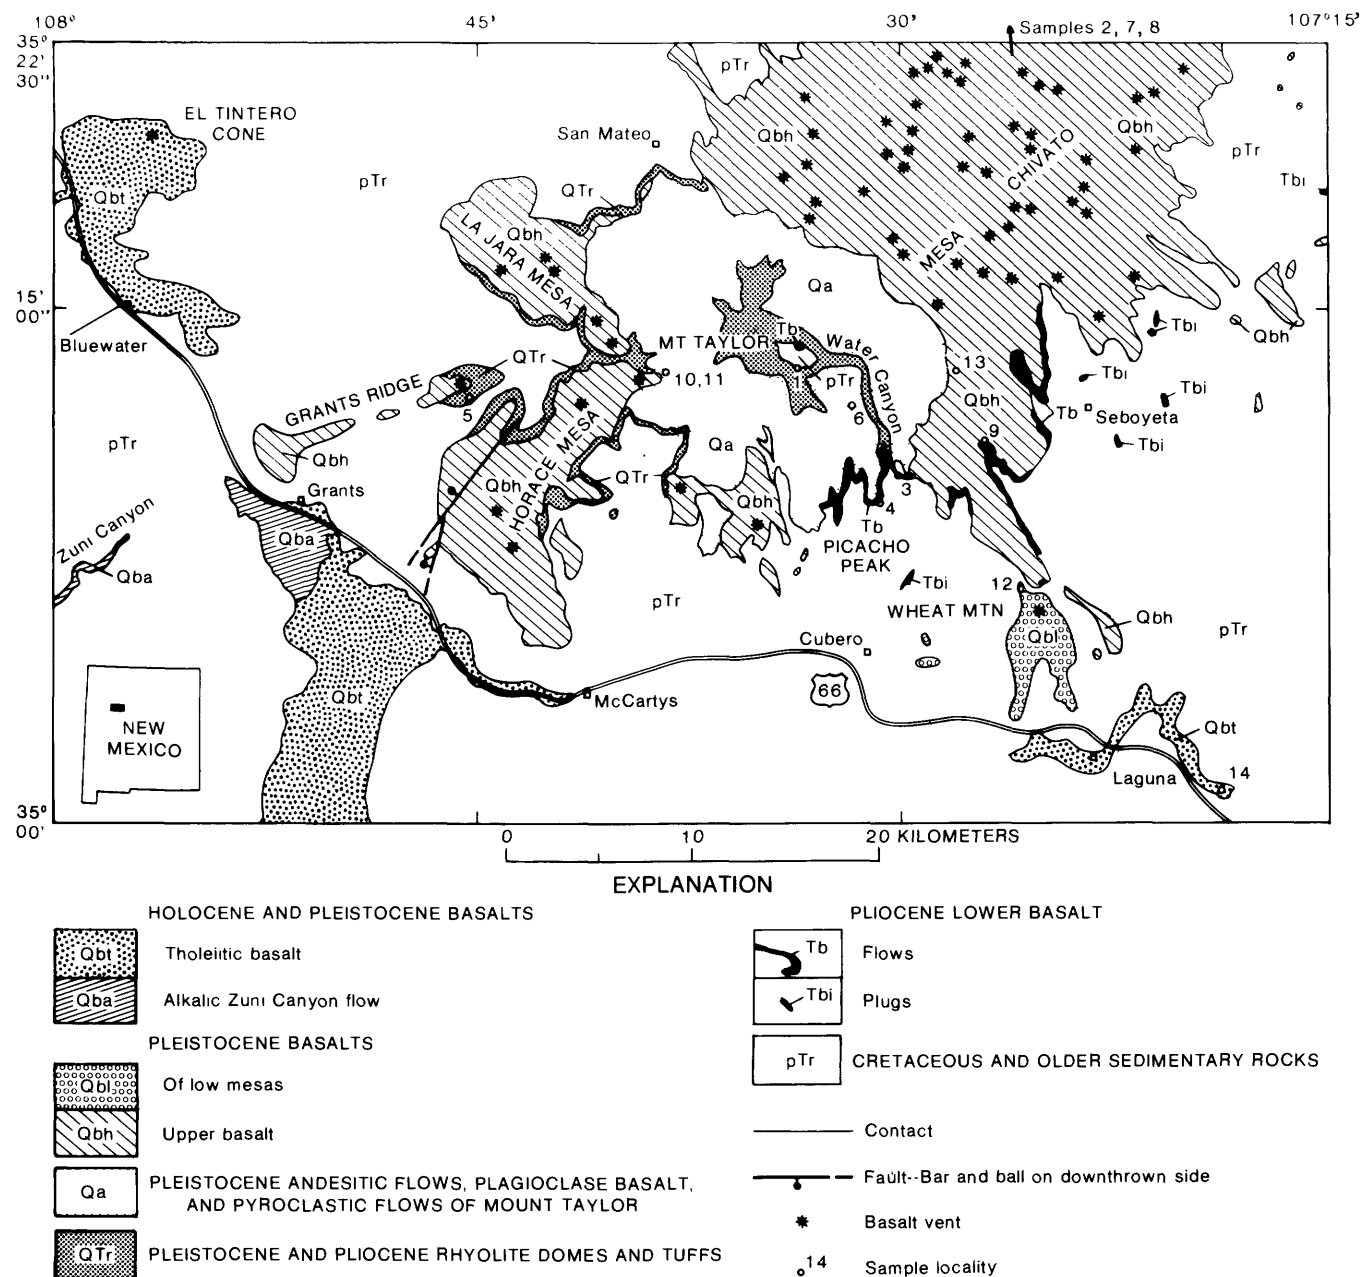 108°
45'
30'
107°15'
35°
22'
30"
Samples 2, 7, 8
pTr
EL TINTERO
CONE
San Mateo
Qbh
Qbh
CHIVATO
pTr
Qbt
pTr
QTr
Tbı
LA JARA MESA
Qbh
MESA
Qa
15'
00"
Bluewater
MT TAYLOR
Tb
Water Canyon
Tbı
Qbh
QTr
10,11
1
pTr
13
GRANTS RIDGE
5
6
Qbh
Tbı
Tb
Seboyeta
Tbi
pTr
Qbh
HORACE MESA
Qa
9
Tbi
Grants
Qbh
QTr
Qbh
3
4
Tb
PICACHO
PEAK
Zunı Canyon
Qba
Qba
Tbi
12
pTr
WHEAT MTN
Qbh
pTr
Cubero
Qbl
66
NEW
MEXICO
Qbt
McCartys
Qbt
Laguna
14
35°
00'
0
10
20 KILOMETERS
EXPLANATION
HOLOCENE AND PLEISTOCENE BASALTS
Qbt
Tholeiitic basalt
Qba
Alkalic Zunı Canyon flow
PLEISTOCENE BASALTS
Qbl
Of low mesas
Qbh
Upper basalt
Qa
PLEISTOCENE ANDESITIC FLOWS, PLAGIOCLASE BASALT,
AND PYROCLASTIC FLOWS OF MOUNT TAYLOR
QTr
PLEISTOCENE AND PLIOCENE RHYOLITE DOMES AND TUFFS
PLIOCENE LOWER BASALT
Tb
Flows
Tbi
Plugs
pTr
CRETACEOUS AND OLDER SEDIMENTARY ROCKS
Contact
Fault--Bar and ball on downthrown side
Basalt vent
14
Sample locality